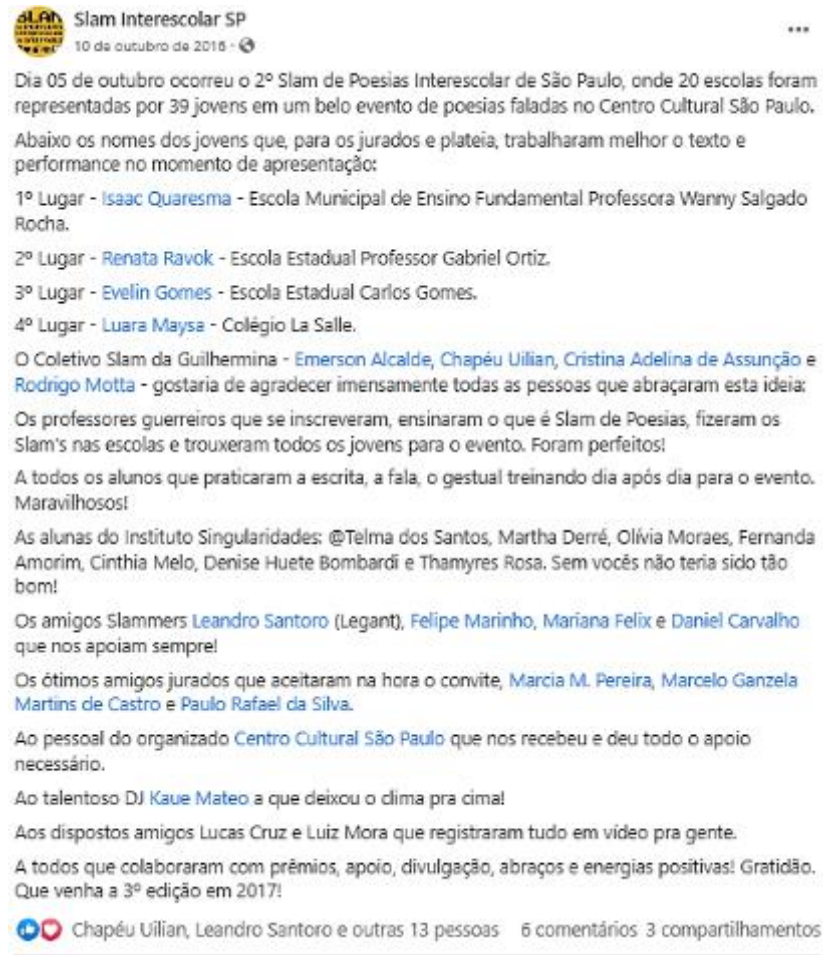 SLAM
Slam Interescolar SP
10 de outubro de 2016 ·
Dia 05 de outubro ocorreu o 2º Slam de Poesias Interescolar de São Paulo, onde 20 escolas foram
representadas por 39 jovens em um belo evento de poesias faladas no Centro Cultural São Paulo.
Abaixo os nomes dos jovens que, para os jurados e plateia, trabalharam melhor o texto e
performance no momento de apresentação:
1º Lugar - Isaac Quaresma - Escola Municipal de Ensino Fundamental Professora Wanny Salgado
Rocha.
2º Lugar - Renata Ravok - Escola Estadual Professor Gabriel Ortiz.
3º Lugar - Evelin Gomes - Escola Estadual Carlos Gomes.
4º Lugar - Luara Maysa - Colégio La Salle.
O Coletivo Slam da Guilhermina - Emerson Alcalde, Chapéu Uilian, Cristina Adelina de Assunção e
Rodrigo Motta - gostaria de agradecer imensamente todas as pessoas que abraçaram esta ideia:
Os professores guerreiros que se inscreveram, ensinaram o que é Slam de Poesias, fizeram os
Slam's nas escolas e trouxeram todos os jovens para o evento. Foram perfeitos!
A todos os alunos que praticaram a escrita, a fala, o gestual treinando dia após dia para o evento.
Maravilhosos!
As alunas do Instituto Singularidades: @Telma dos Santos, Martha Derré, Olívia Moraes, Fernanda
Amorim, Cinthia Melo, Denise Huete Bombardi e Thamyres Rosa. Sem vocês não teria sido tão
bom!
Os amigos Slammers Leandro Santoro (Legant), Felipe Marinho, Mariana Felix e Daniel Carvalho
que nos apoiam sempre!
Os ótimos amigos jurados que aceitaram na hora o convite, Marcia M. Pereira, Marcelo Ganzela
Martins de Castro e Paulo Rafael da Silva.
Ao pessoal do organizado Centro Cultural São Paulo que nos recebeu e deu todo o apoio
necessário.
Ao talentoso DJ Kaue Mateo a que deixou o clima pra cima!
Aos dispostos amigos Lucas Cruz e Luiz Mora que registraram tudo em vídeo pra gente.
A todos que colaboraram com prêmios, apoio, divulgação, abraços e energias positivas! Gratidão.
Que venha a 3º edição em 2017!
Chapéu Uilian, Leandro Santoro e outras 13 pessoas 6 comentários 3 compartilhamentos